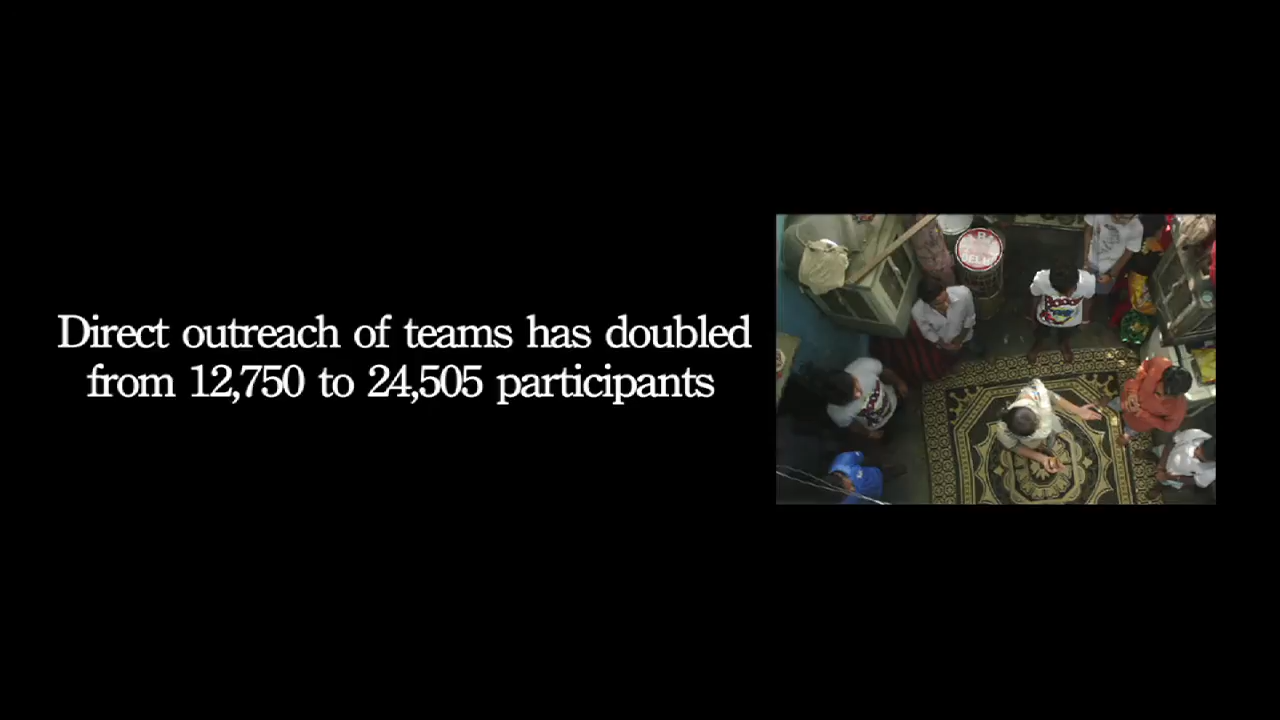 Direct outreach of teams has doubled
from 12,750 to 24,505 participants